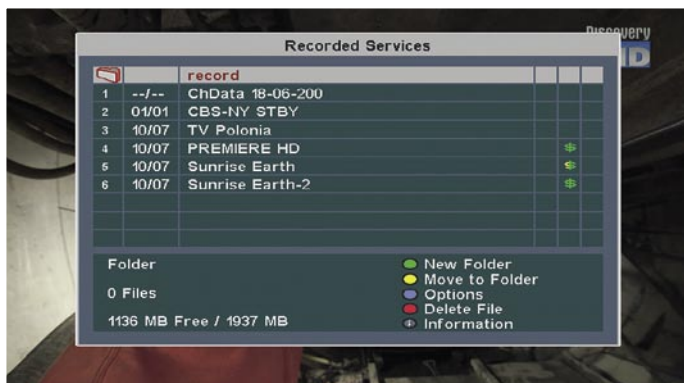 Discovery
HD
Recorded Services
record
1 --/-- ChData 18-06-200
2 01/01 CBS-NY STBY
3 10/07 TV Polonia
4 10/07 PREMIERE HD $
5 10/07 Sunrise Earth $
6 10/07 Sunrise Earth-2 $
Folder
0 Files
1136 MB Free / 1937 MB
New Folder
Move to Folder
Options
Delete File
Information